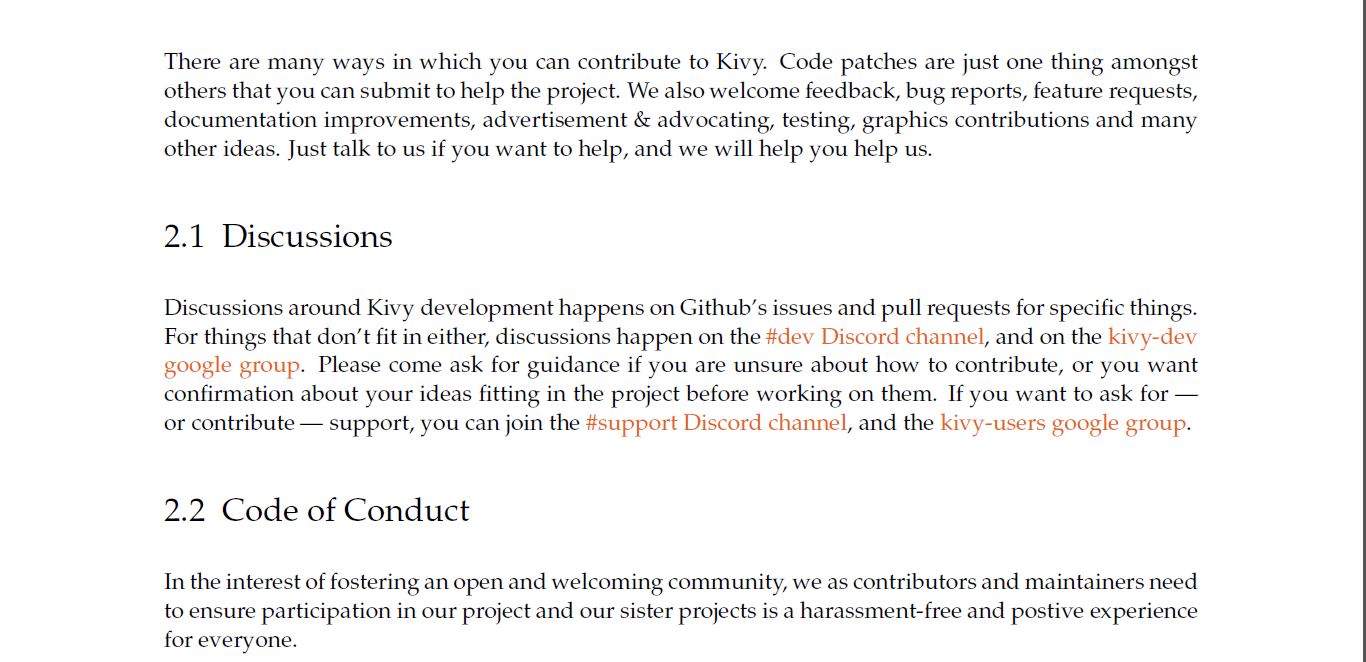 There are many ways in which you can contribute to Kivy. Code patches are just one thing amongst
others that you can submit to help the project. We also welcome feedback, bug reports, feature requests,
documentation improvements, advertisement & advocating, testing, graphics contributions and many
other ideas. Just talk to us if you want to help, and we will help you help us.
2.1 Discussions
Discussions around Kivy development happens on Github’s issues and pull requests for specific things.
For things that don’t fit in either, discussions happen on the #dev Discord channel, and on the kivy-dev
google group. Please come ask for guidance if you are unsure about how to contribute, or you want
confirmation about your ideas fitting in the project before working on them. If you want to ask for —
or contribute — support, you can join the #support Discord channel, and the kivy-users google group.
2.2 Code of Conduct
In the interest of fostering an open and welcoming community, we as contributors and maintainers need
to ensure participation in our project and our sister projects is a harassment-free and postive experience
for everyone.